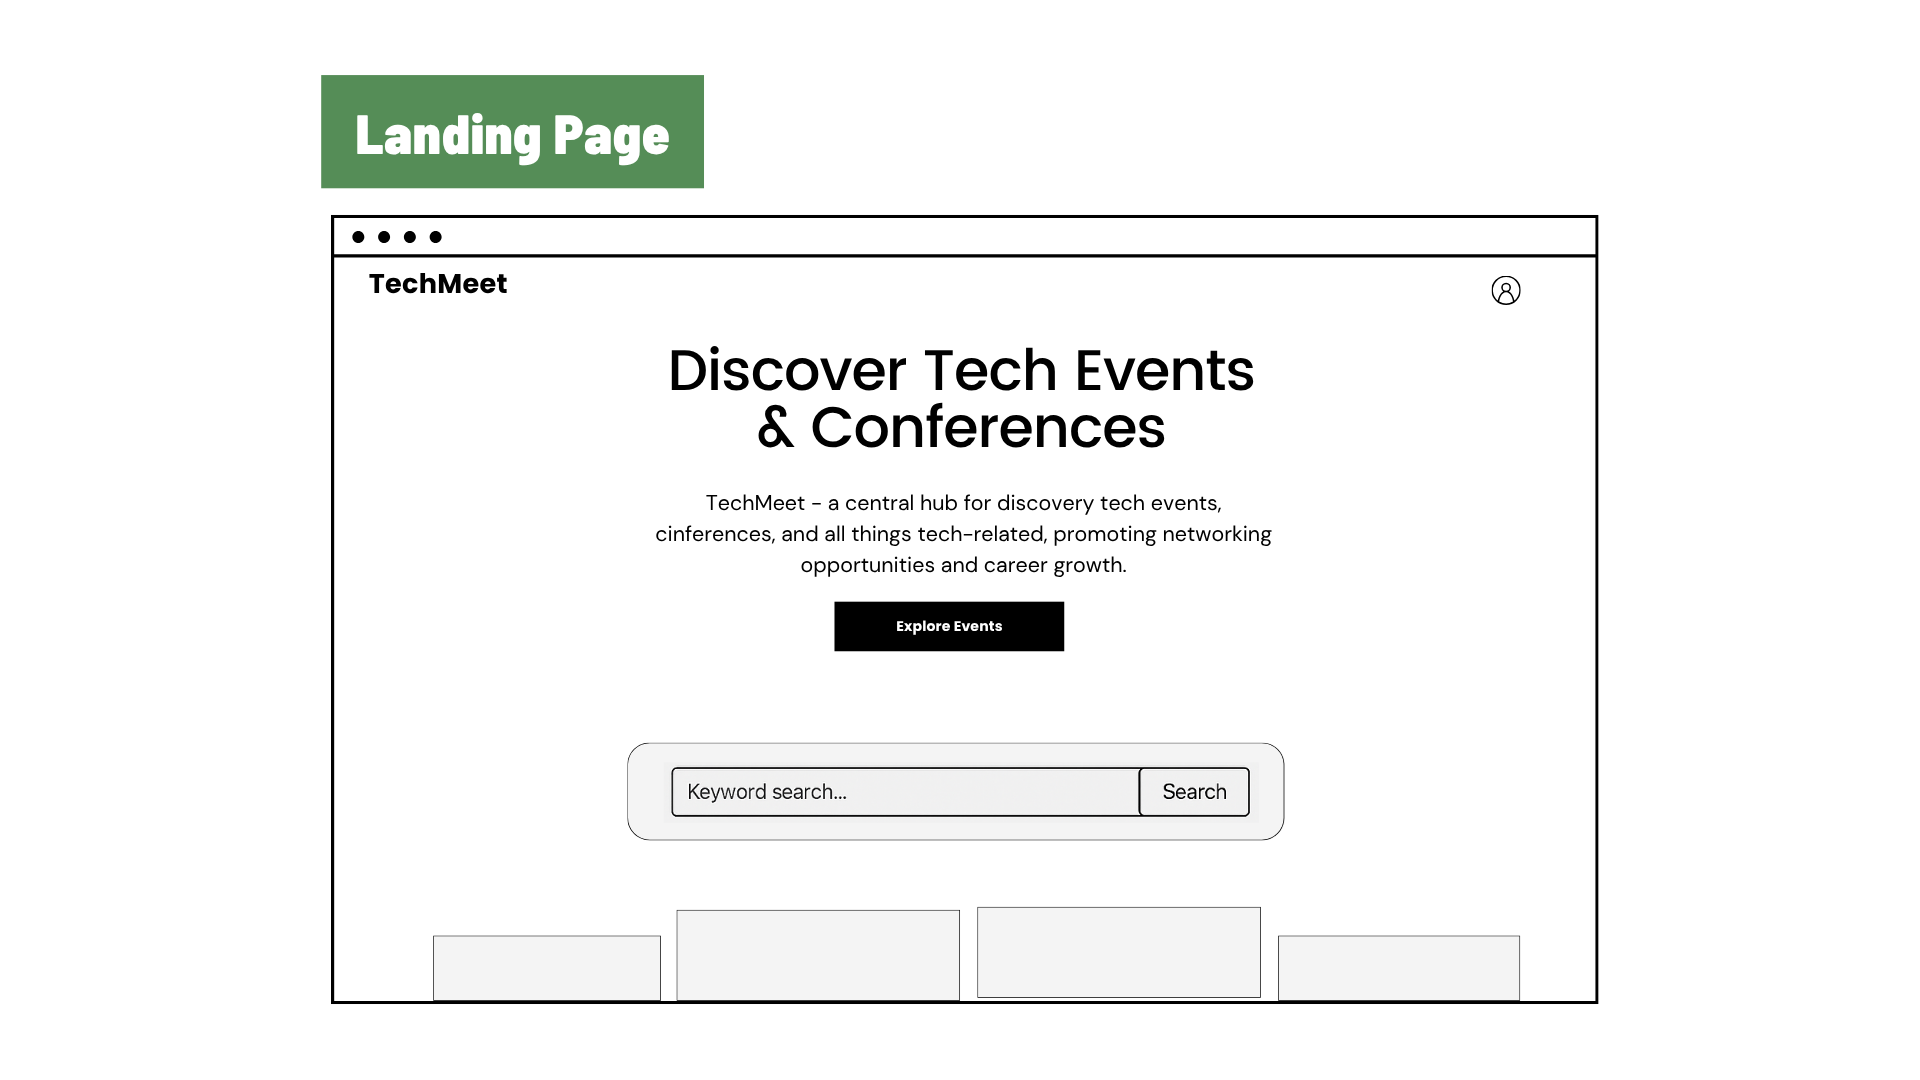 Landing Page
TechMeet
Discover Tech Events
& Conferences
TechMeet - a central hub for discovery tech events,
cinferences, and all things tech-related, promoting networking
opportunities and career growth.
Explore Events
Keyword search...
Search